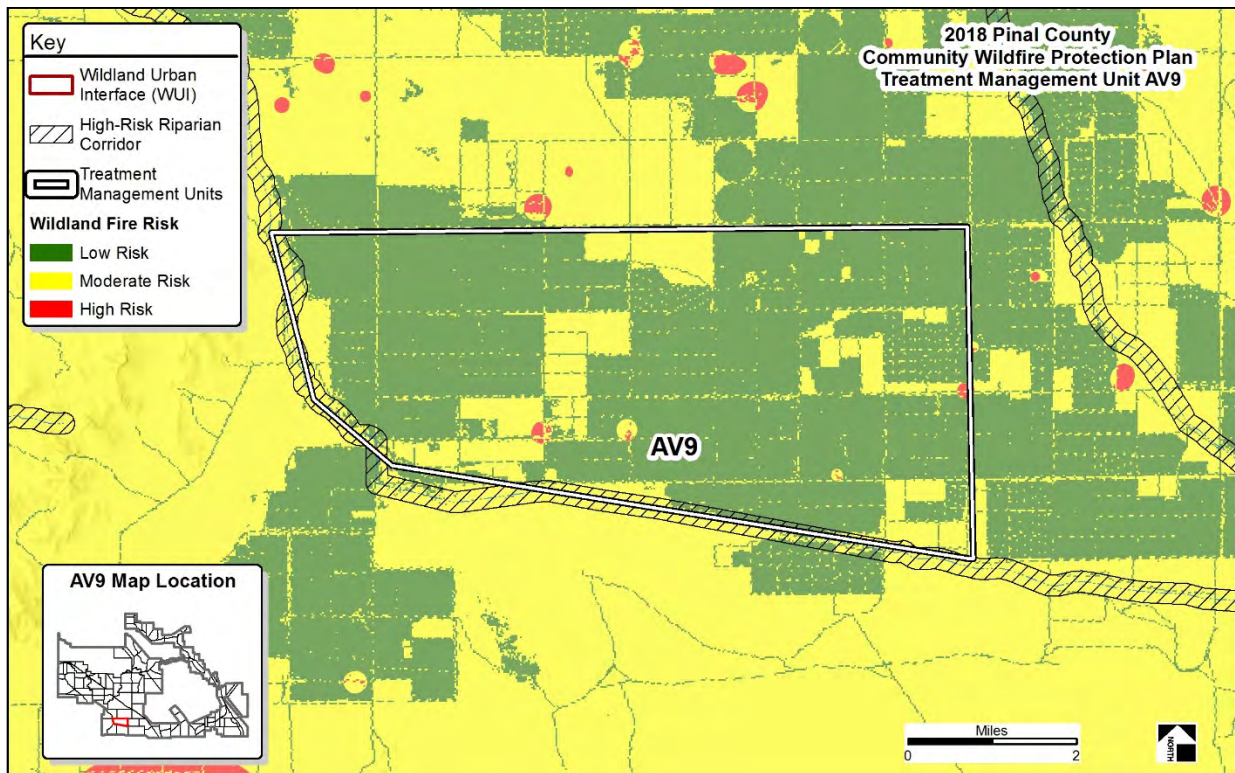 Key
Wildland Urban
Interface (WUI)
High-Risk Riparian
Corridor
Treatment
Management Units
Wildland Fire Risk
Low Risk
Moderate Risk
High Risk
2018 Pinal County
Community Wildfire Protection Plan
Treatment Management Unit AV9
AV9
AV9 Map Location
Miles
0 2
NORTH